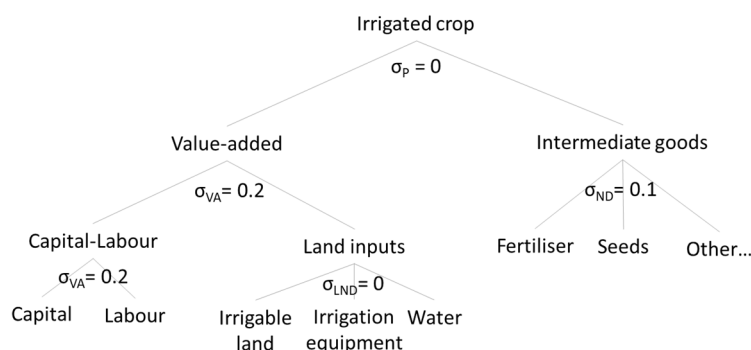 Irrigated crop
σP = 0
Value-added
Intermediate goods
σVA= 0.2
σND= 0.1
Capital-Labour
Land inputs
Fertiliser
Seeds
Other...
σVA= 0.2
σLND= 0
Capital
Labour
Irrigable
land
Irrigation
equipment
Water